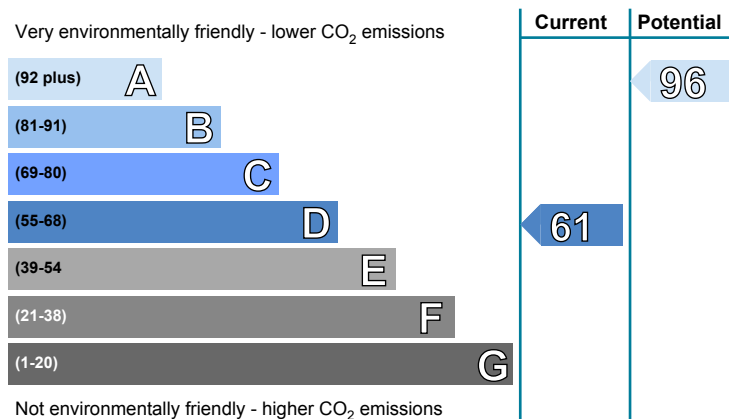 Very environmentally friendly - lower CO₂ emissions
Current
Potential
(92 plus) A
96
(81-91) B
(69-80) C
(55-68) D
61
(39-54 E
(21-38) F
(1-20) G
Not environmentally friendly - higher CO₂ emissions